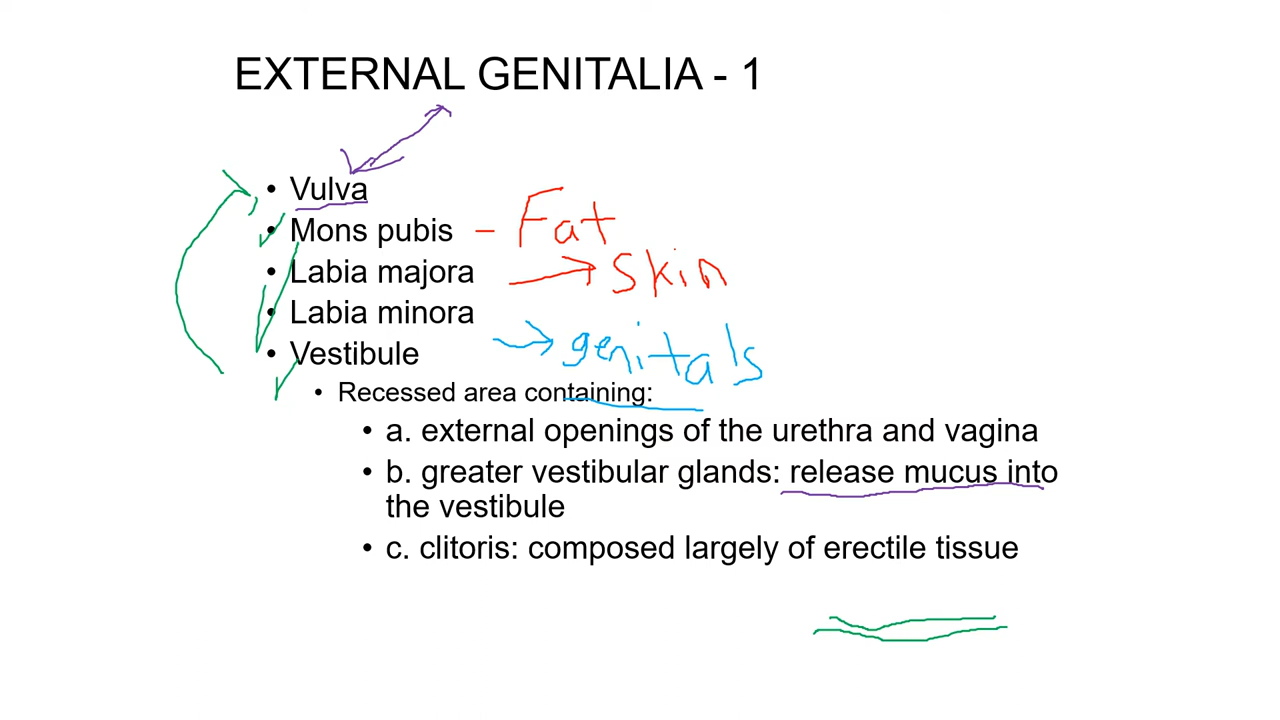 EXTERNAL GENITALIA - 1
• Vulva
• Mons pubis - Fat
• Labia majora → skin
• Labia minora
→ genitals
• Vestibule
• Recessed area containing:
• a. external openings of the urethra and vagina
• b. greater vestibular glands: release mucus into
the vestibule
• c. clitoris: composed largely of erectile tissue